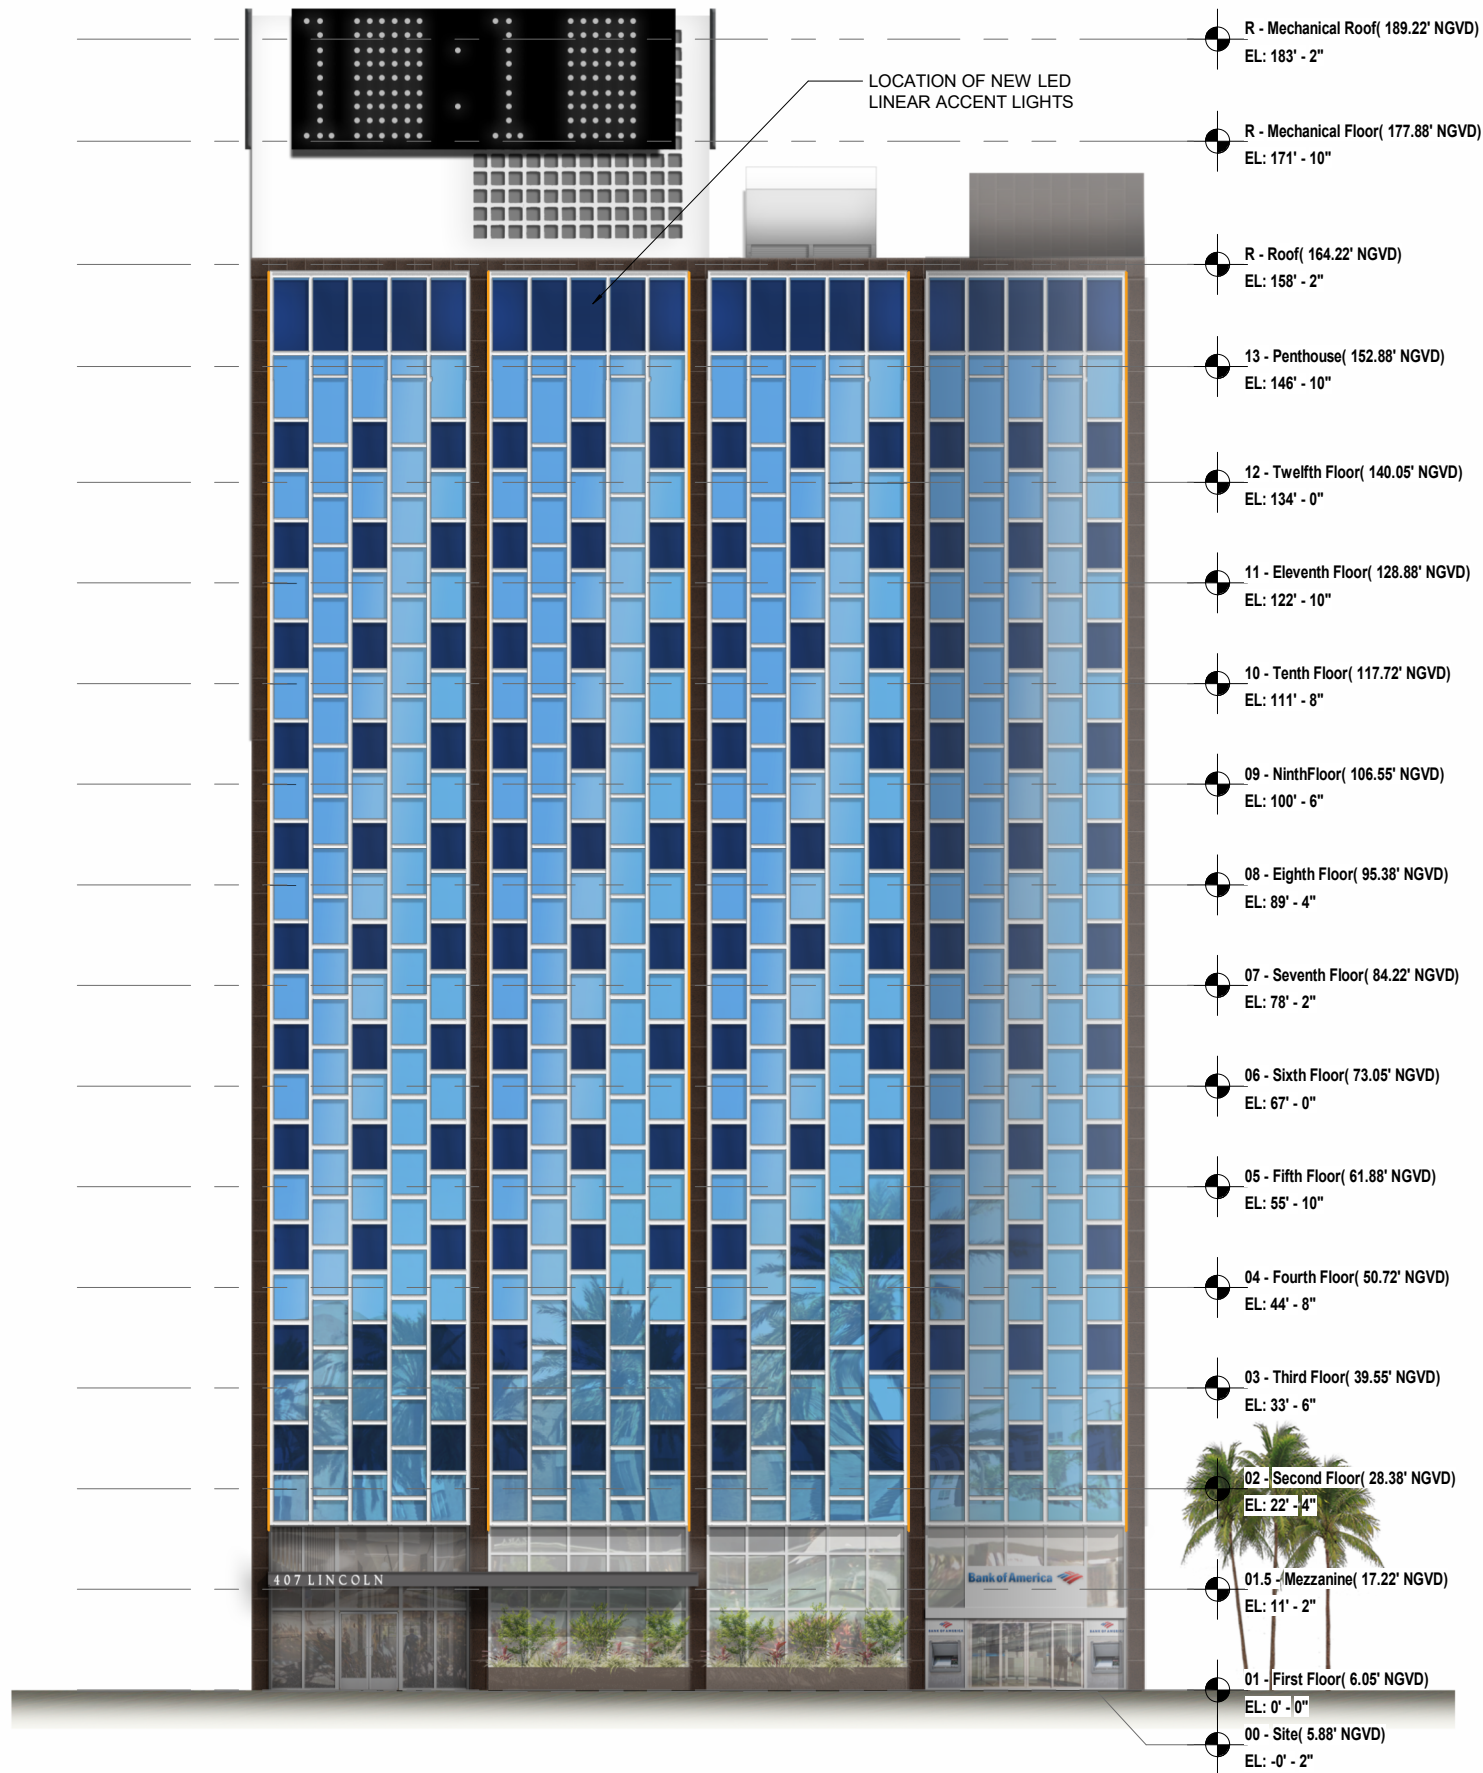 10:10
R - Mechanical Roof( 189.22' NGVD)
EL: 183' - 2"
LOCATION OF NEW LED
LINEAR ACCENT LIGHTS
R - Mechanical Floor( 177.88' NGVD)
EL: 171' - 10"
R - Roof( 164.22' NGVD)
EL: 158' - 2"
13 - Penthouse( 152.88' NGVD)
EL: 146' - 10"
12 - Twelfth Floor( 140.05' NGVD)
EL: 134' - 0"
11 - Eleventh Floor( 128.88' NGVD)
EL: 122' - 10"
10 - Tenth Floor( 117.72' NGVD)
EL: 111' - 8"
09 - NinthFloor( 106.55' NGVD)
EL: 100' - 6"
08 - Eighth Floor( 95.38' NGVD)
EL: 89' - 4"
07 - Seventh Floor( 84.22' NGVD)
EL: 78' - 2"
06 - Sixth Floor( 73.05' NGVD)
EL: 67' - 0"
05 - Fifth Floor( 61.88' NGVD)
EL: 55' - 10"
04 - Fourth Floor( 50.72' NGVD)
EL: 44' - 8"
03 - Third Floor( 39.55' NGVD)
EL: 33' - 6"
02 - Second Floor( 28.38' NGVD)
EL: 22' - 4"
407 LINCOLN
Bank of America
01.5 - Mezzanine( 17.22' NGVD)
EL: 11' - 2"
BANK OF AMERICA
BANK OF AMERICA
01 - First Floor( 6.05' NGVD)
EL: 0' - 0"
00 - Site( 5.88' NGVD)
EL: -0' - 2"